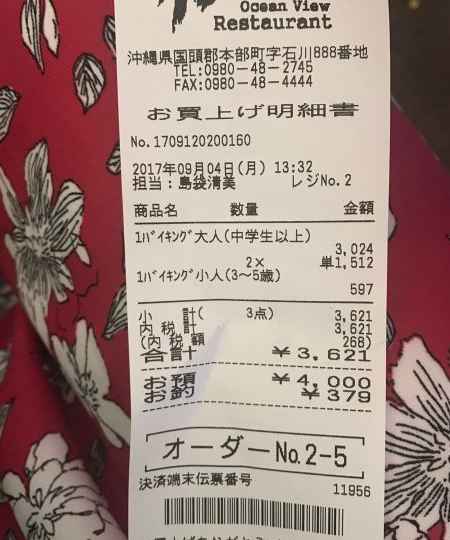 Ocean View
Restaurant
沖縄県国頭郡本部町字石川888番地
TEL:0980-48-2745
FAX:0980-48-4444
お買上げ明細書
No.1709120200160
2017年09月04日(月) 13:32
担当：島袋清美 レジNo.2
商品名 数量 金額
1ﾊﾞｲｷﾝｸﾞ大人(中学生以上)
3,024
2× 単1,512
1ﾊﾞｲｷﾝｸﾞ小人(3～5歳)
597
小 計( 3点) 3,621
内 税 計 3,621
(内 税 額 268)
合計 ￥3,621
お預 ￥4,000
お釣 ￥379
オーダーNo.2-5
決済端末伝票番号
11956